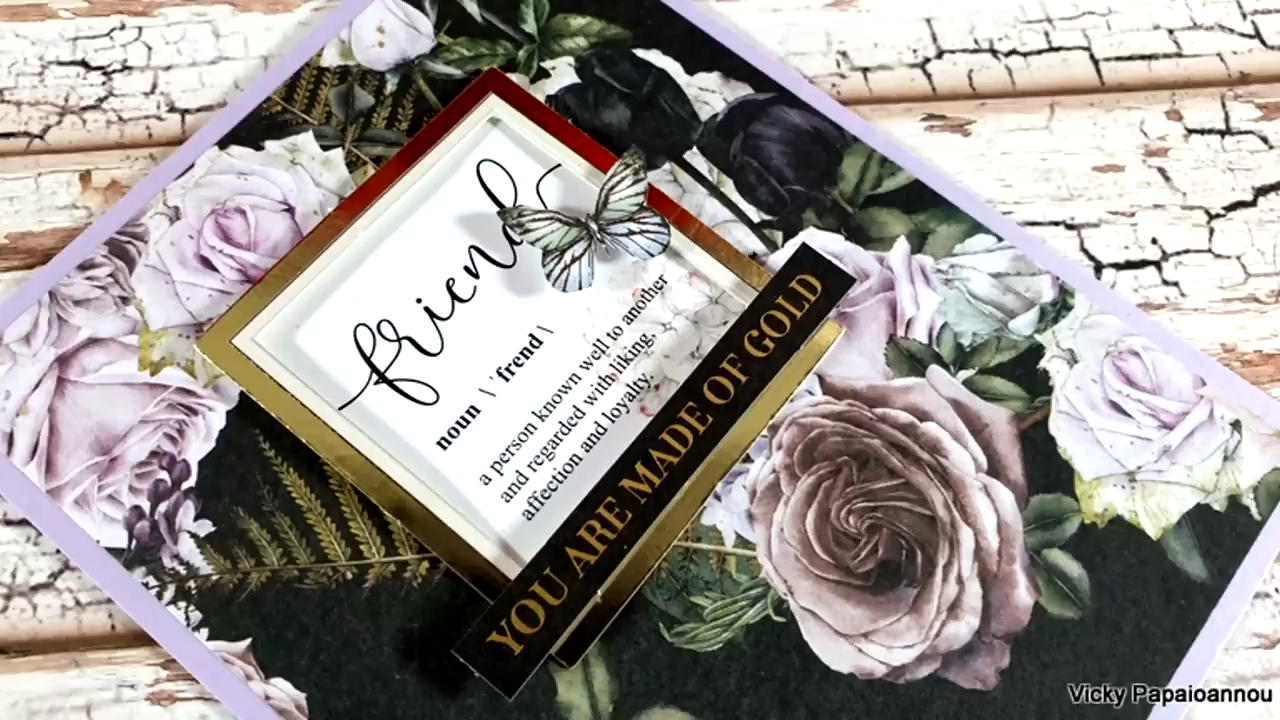 friend
noun \ 'frend \
a person known well to another
and regarded with liking,
affection and loyalty.
YOU ARE MADE OF GOLD
Vicky Papaioannou